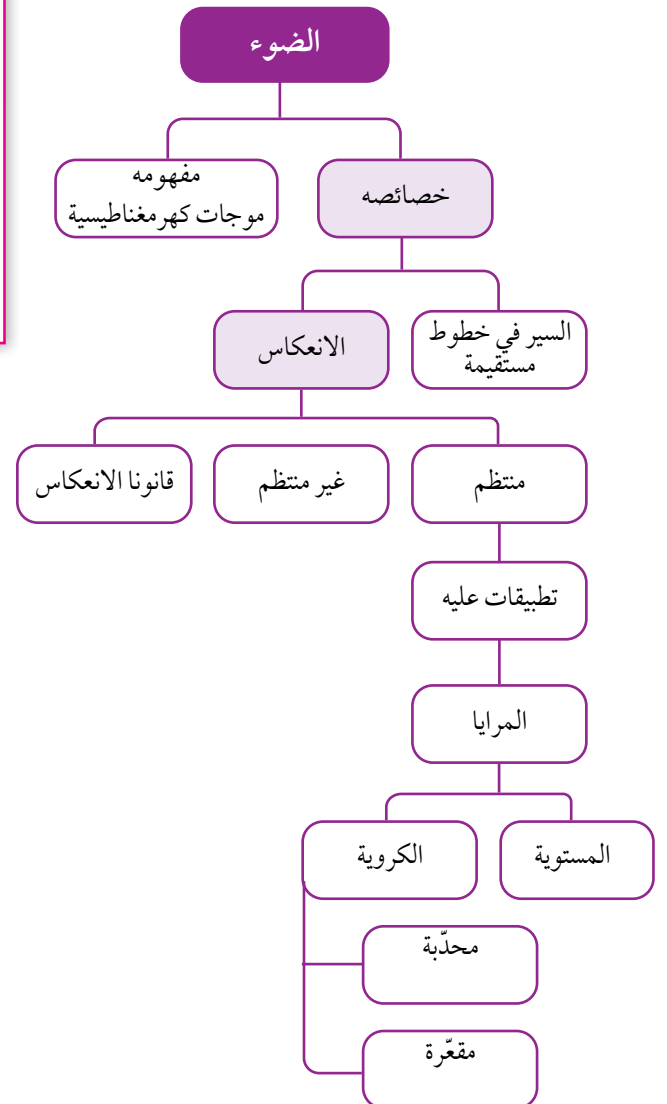 الضوء
خصائصه
مفهومه
موجات كهرمغناطيسية
السير في خطوط
مستقيمة
الانعكاس
منتظم
غير منتظم
قانونا الانعكاس
تطبيقات عليه
المرايا
المستوية
الكروية
محدّبة
مقعّرة